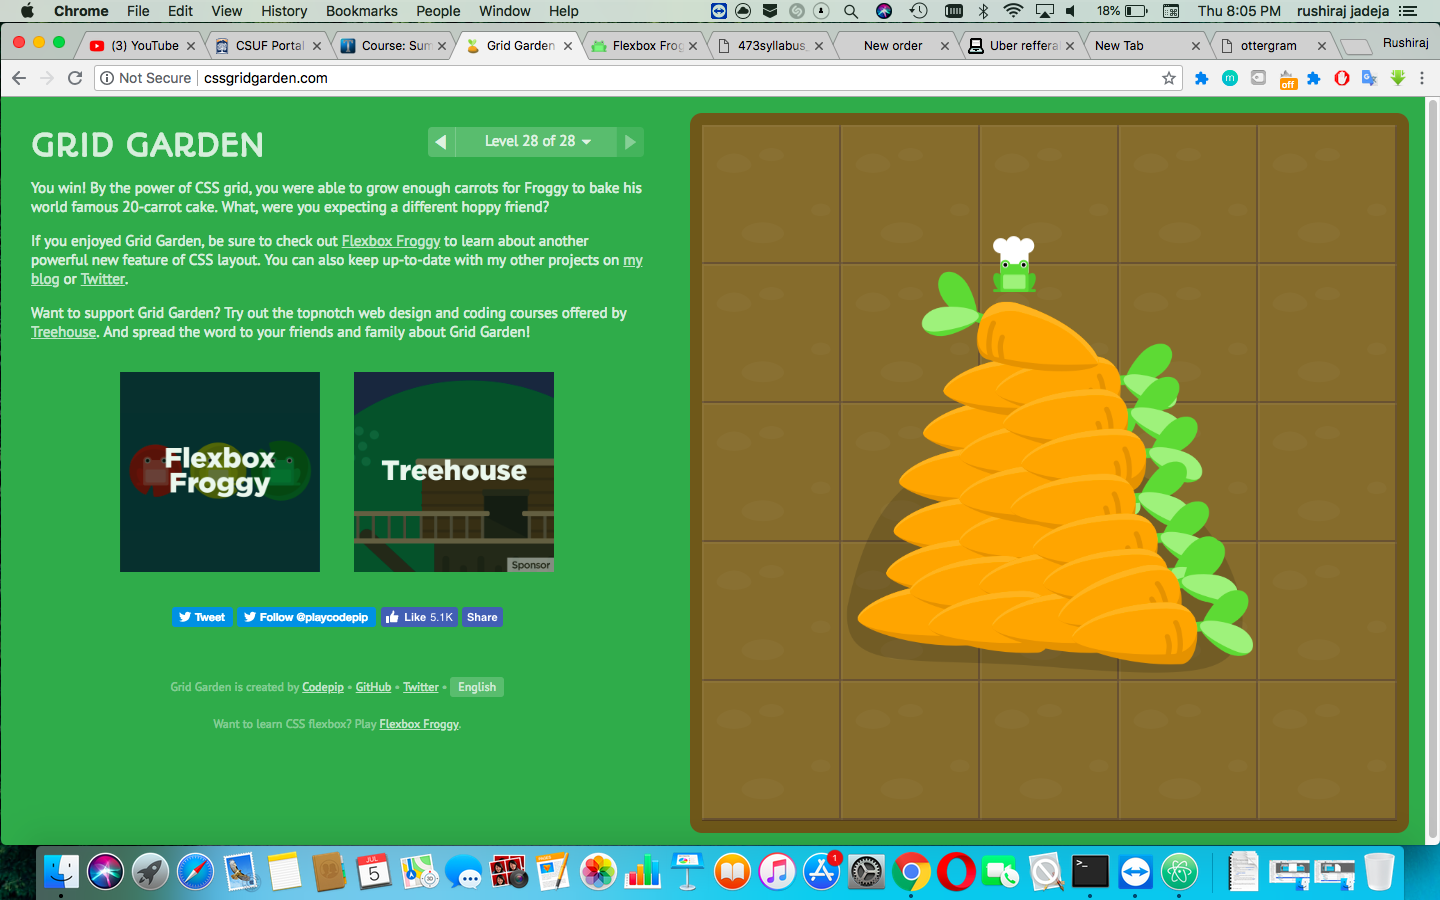 Chrome File Edit View History Bookmarks People Window Help 18% Thu 8:05 PM rushiraj jadeja
(3) YouTube CSUF Portal Course: Sum Grid Garden Flexbox Frog 473syllabus_ New order Uber refferal New Tab ottergram Rushiraj
Not Secure cssgridgarden.com off
GRID GARDEN
Level 28 of 28
You win! By the power of CSS grid, you were able to grow enough carrots for Froggy to bake his
world famous 20-carrot cake. What, were you expecting a different hoppy friend?
If you enjoyed Grid Garden, be sure to check out Flexbox Froggy to learn about another
powerful new feature of CSS layout. You can also keep up-to-date with my other projects on my
blog or Twitter.
Want to support Grid Garden? Try out the topnotch web design and coding courses offered by
Treehouse. And spread the word to your friends and family about Grid Garden!
Flexbox
Froggy
Treehouse
Sponsor
Tweet Follow @playcodepip Like 5.1K Share
Grid Garden is created by Codepip • GitHub • Twitter • English
Want to learn CSS flexbox? Play Flexbox Froggy.
JUL
5
1